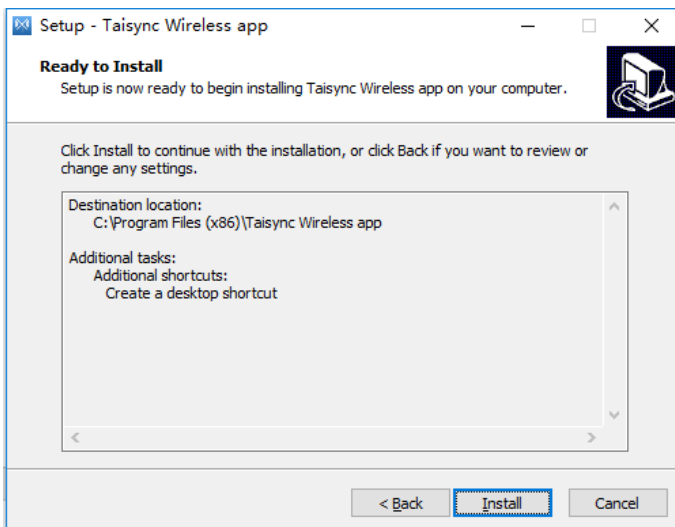 Setup - Taisync Wireless app
Ready to Install
Setup is now ready to begin installing Taisync Wireless app on your computer.
Click Install to continue with the installation, or click Back if you want to review or
change any settings.
Destination location:
C:\Program Files (x86)\Taisync Wireless app
Additional tasks:
Additional shortcuts:
Create a desktop shortcut
< Back
Install
Cancel